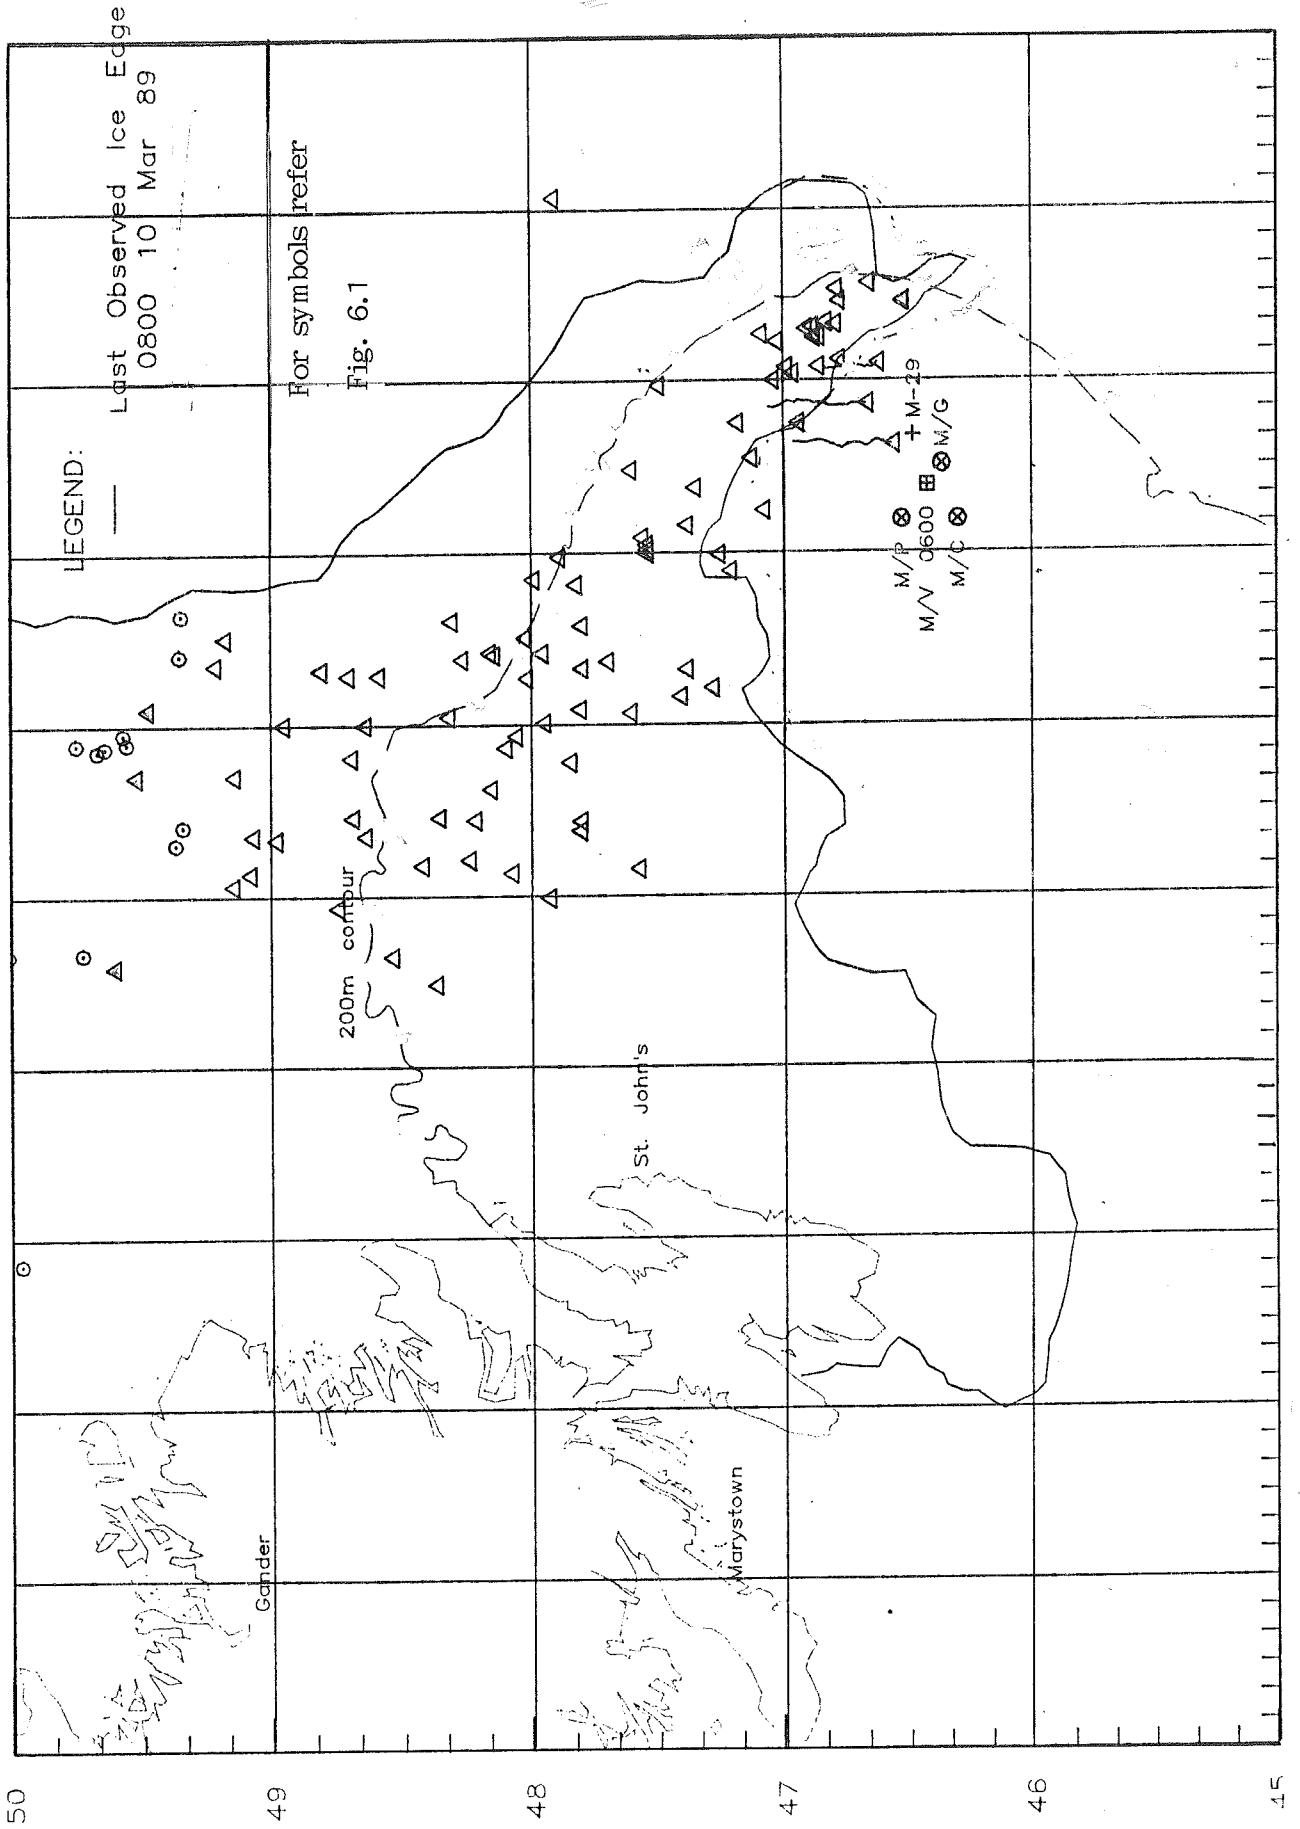 LEGEND:
Last Observed Ice Edge
0800 10 Mar 89
For symbols refer
Fig. 6.1
50
49
48
47
46
45
200m contour
Gander
St. John's
Marystown
M/P
M/V 0600
M/C
M/G
M-29